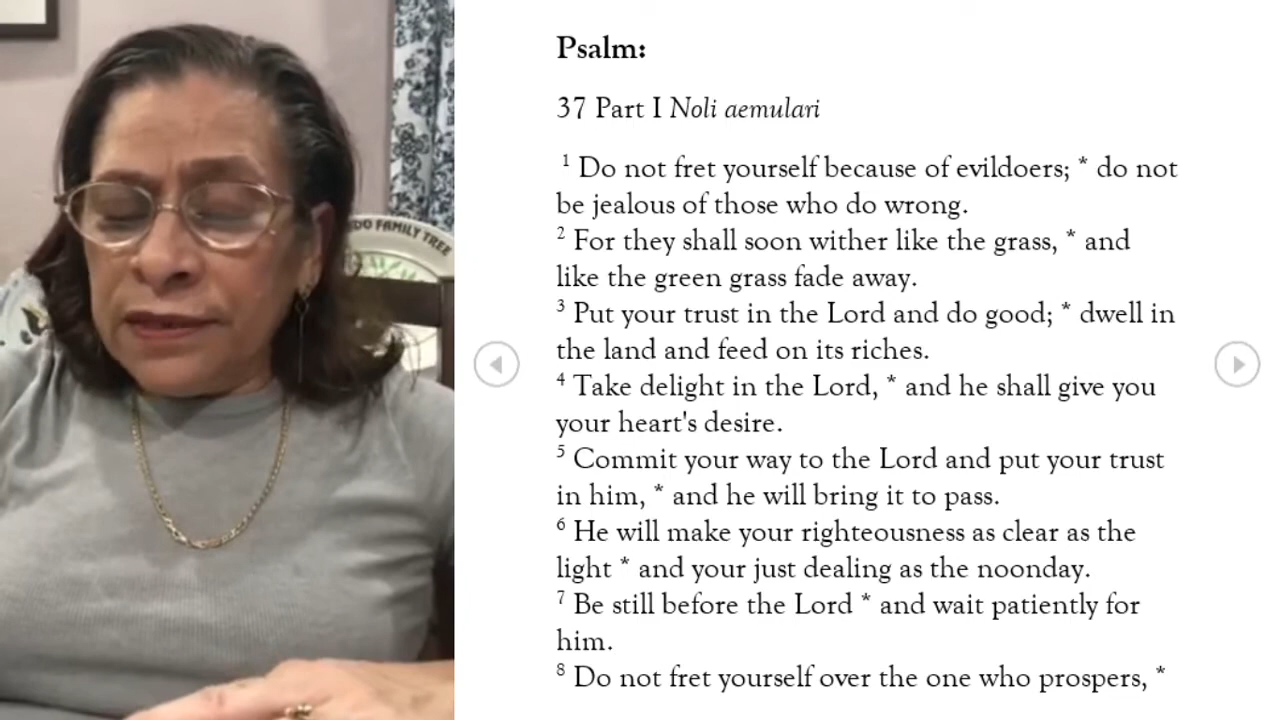 DO FAMILY TREE
Psalm:
37 Part I Noli aemulari
1 Do not fret yourself because of evildoers; * do not
be jealous of those who do wrong.
2 For they shall soon wither like the grass, * and
like the green grass fade away.
3 Put your trust in the Lord and do good; * dwell in
the land and feed on its riches.
4 Take delight in the Lord, * and he shall give you
your heart's desire.
5 Commit your way to the Lord and put your trust
in him, * and he will bring it to pass.
6 He will make your righteousness as clear as the
light * and your just dealing as the noonday.
7 Be still before the Lord * and wait patiently for
him.
8 Do not fret yourself over the one who prospers, *